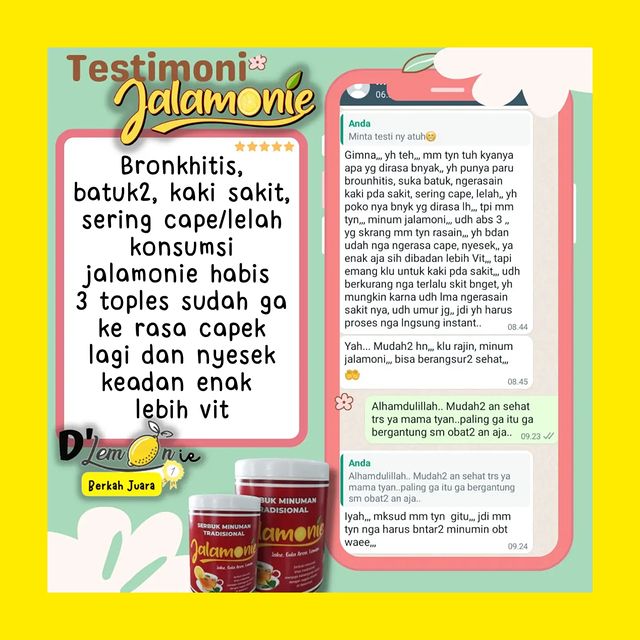 Testimoni
Jalamonie
Bronkhitis,
batuk2, kaki sakit,
sering cape/lelah
konsumsi
jalamonie habis
3 toples sudah ga
ke rasa capek
lagi dan nyesek
keadan enak
lebih vit
D'Lemonie
Berkah Juara
1
SERBUK MINUMAN
TRADISIONAL
Jalamonie
Jahe, Gula Aren, Lemon
SERBUK MINUMAN
TRADISIONAL
Jalamonie
Jahe, Gula Aren, Lemon
06.
Anda
Minta testi ny atuh😁
Gimna,,, yh teh,,, mm tyn tuh kyanya
apa yg dirasa bnyak,,, yh punya paru
brounhitis, suka batuk, ngerasain
kaki pda sakit,,, sering cape, lelah,, yh
poko nya bnyk yg dirasa lh,,, tpi mm
tyn,,, minum jalamoni,,, udh abs 3 ,,
yg skrang mm tyn rasain,,, yh bdan
udah nga ngerasa cape, nyesek,, ya
enak aja sih dibadan lebih Vit,,, tapi
emang klu untuk kaki pda sakit,,, udh
berkurang nga terlalu skit bnget, yh
mungkin karna udh lma ngerasain
sakit nya, udh umur jg,, jdi yh harus
proses nga lngsung instant..
08.44
Yah... Mudah2 hn,,, klu rajin, minum
jalamoni,,, bisa berangsur2 sehat,,,
🤲
08.45
Alhamdulillah.. Mudah2 an sehat
trs ya mama tyan..paling ga itu ga
bergantung sm obat2 an aja..
09.23
Anda
Alhamdulillah.. Mudah2 an sehat trs ya
mama tyan..paling ga itu ga bergantung
sm obat2 an aja..
Iyah,,, mksud mm tyn gitu,,, jdi mm
tyn nga harus bntar2 minumin obt
waee,,,
09.24